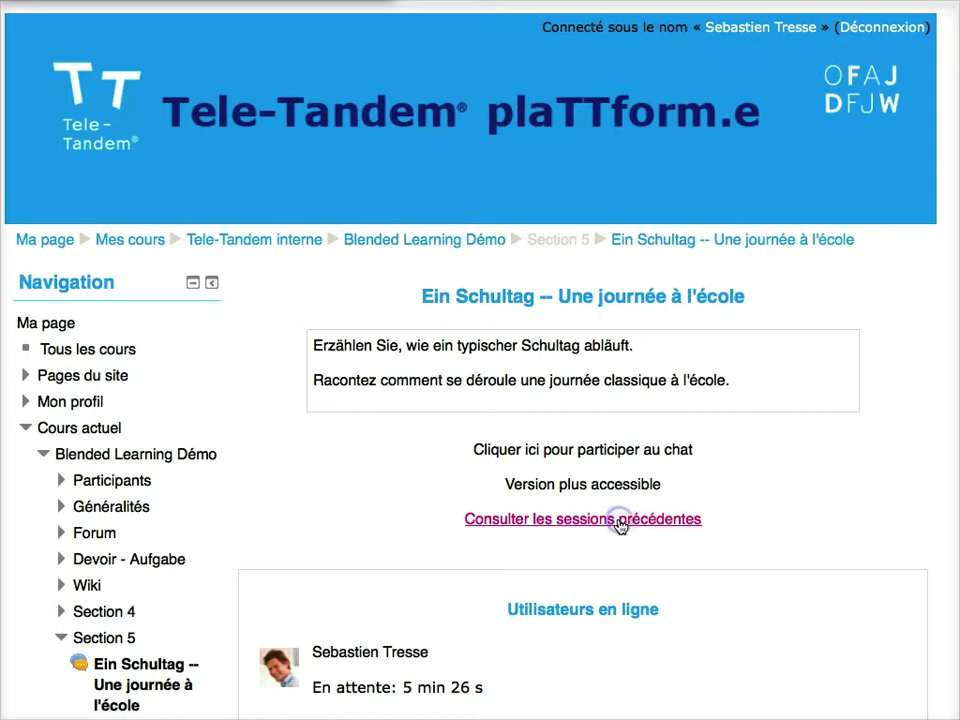 Connecté sous le nom « Sebastien Tresse » (Déconnexion)
TT
Tele-
Tandem®
Tele-Tandem® plaTTform.e
OFAJ
DFJW
Ma page Mes cours Tele-Tandem interne Blended Learning Démo Section 5 Ein Schultag -- Une journée à l'école
Navigation
Ma page
Tous les cours
Pages du site
Mon profil
Cours actuel
Blended Learning Démo
Participants
Généralités
Forum
Devoir - Aufgabe
Wiki
Section 4
Section 5
Ein Schultag --
Une journée à
l'école
Ein Schultag -- Une journée à l'école
Erzählen Sie, wie ein typischer Schultag abläuft.
Racontez comment se déroule une journée classique à l'école.
Cliquer ici pour participer au chat
Version plus accessible
Consulter les sessions précédentes
Utilisateurs en ligne
Sebastien Tresse
En attente: 5 min 26 s